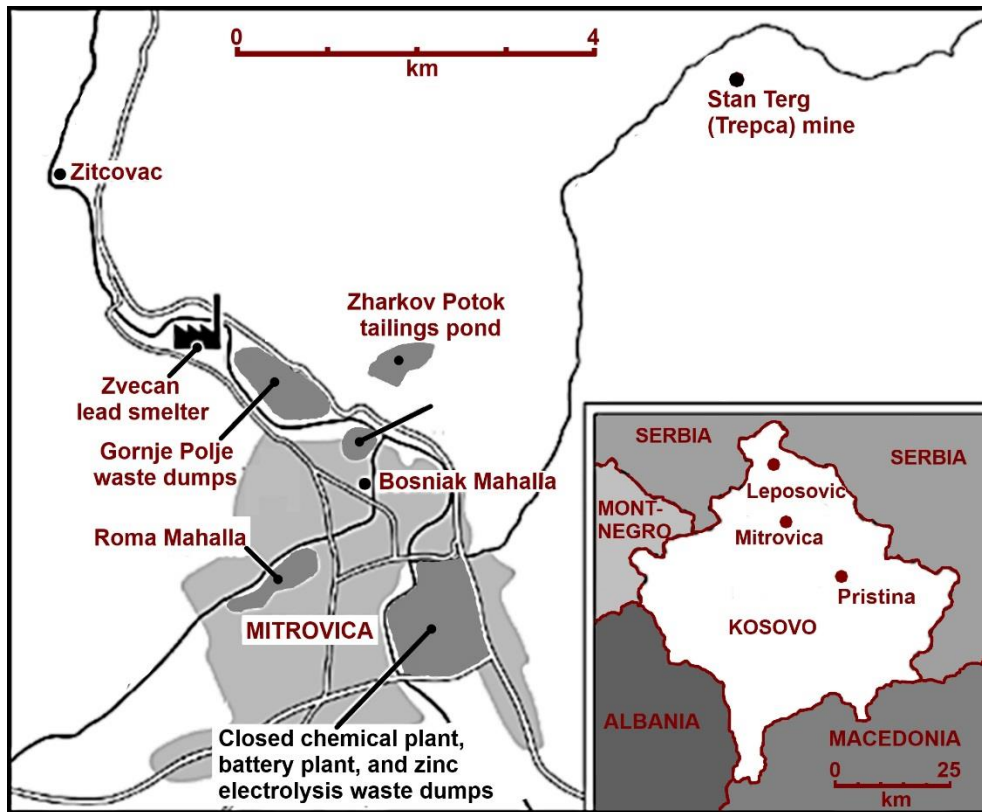 0 4
km
Stan Terg
(Trepca) mine
Zitcovac
Zharkov Potok
tailings pond
Zvecan
lead smelter
Gornje Polje
waste dumps
Bosniak Mahalla
Roma Mahalla
MITROVICA
Closed chemical plant,
battery plant, and zinc
electrolysis waste dumps
SERBIA
SERBIA
Leposovic
MONT-
NEGRO
Mitrovica
Pristina
KOSOVO
ALBANIA
MACEDONIA
0 25
km